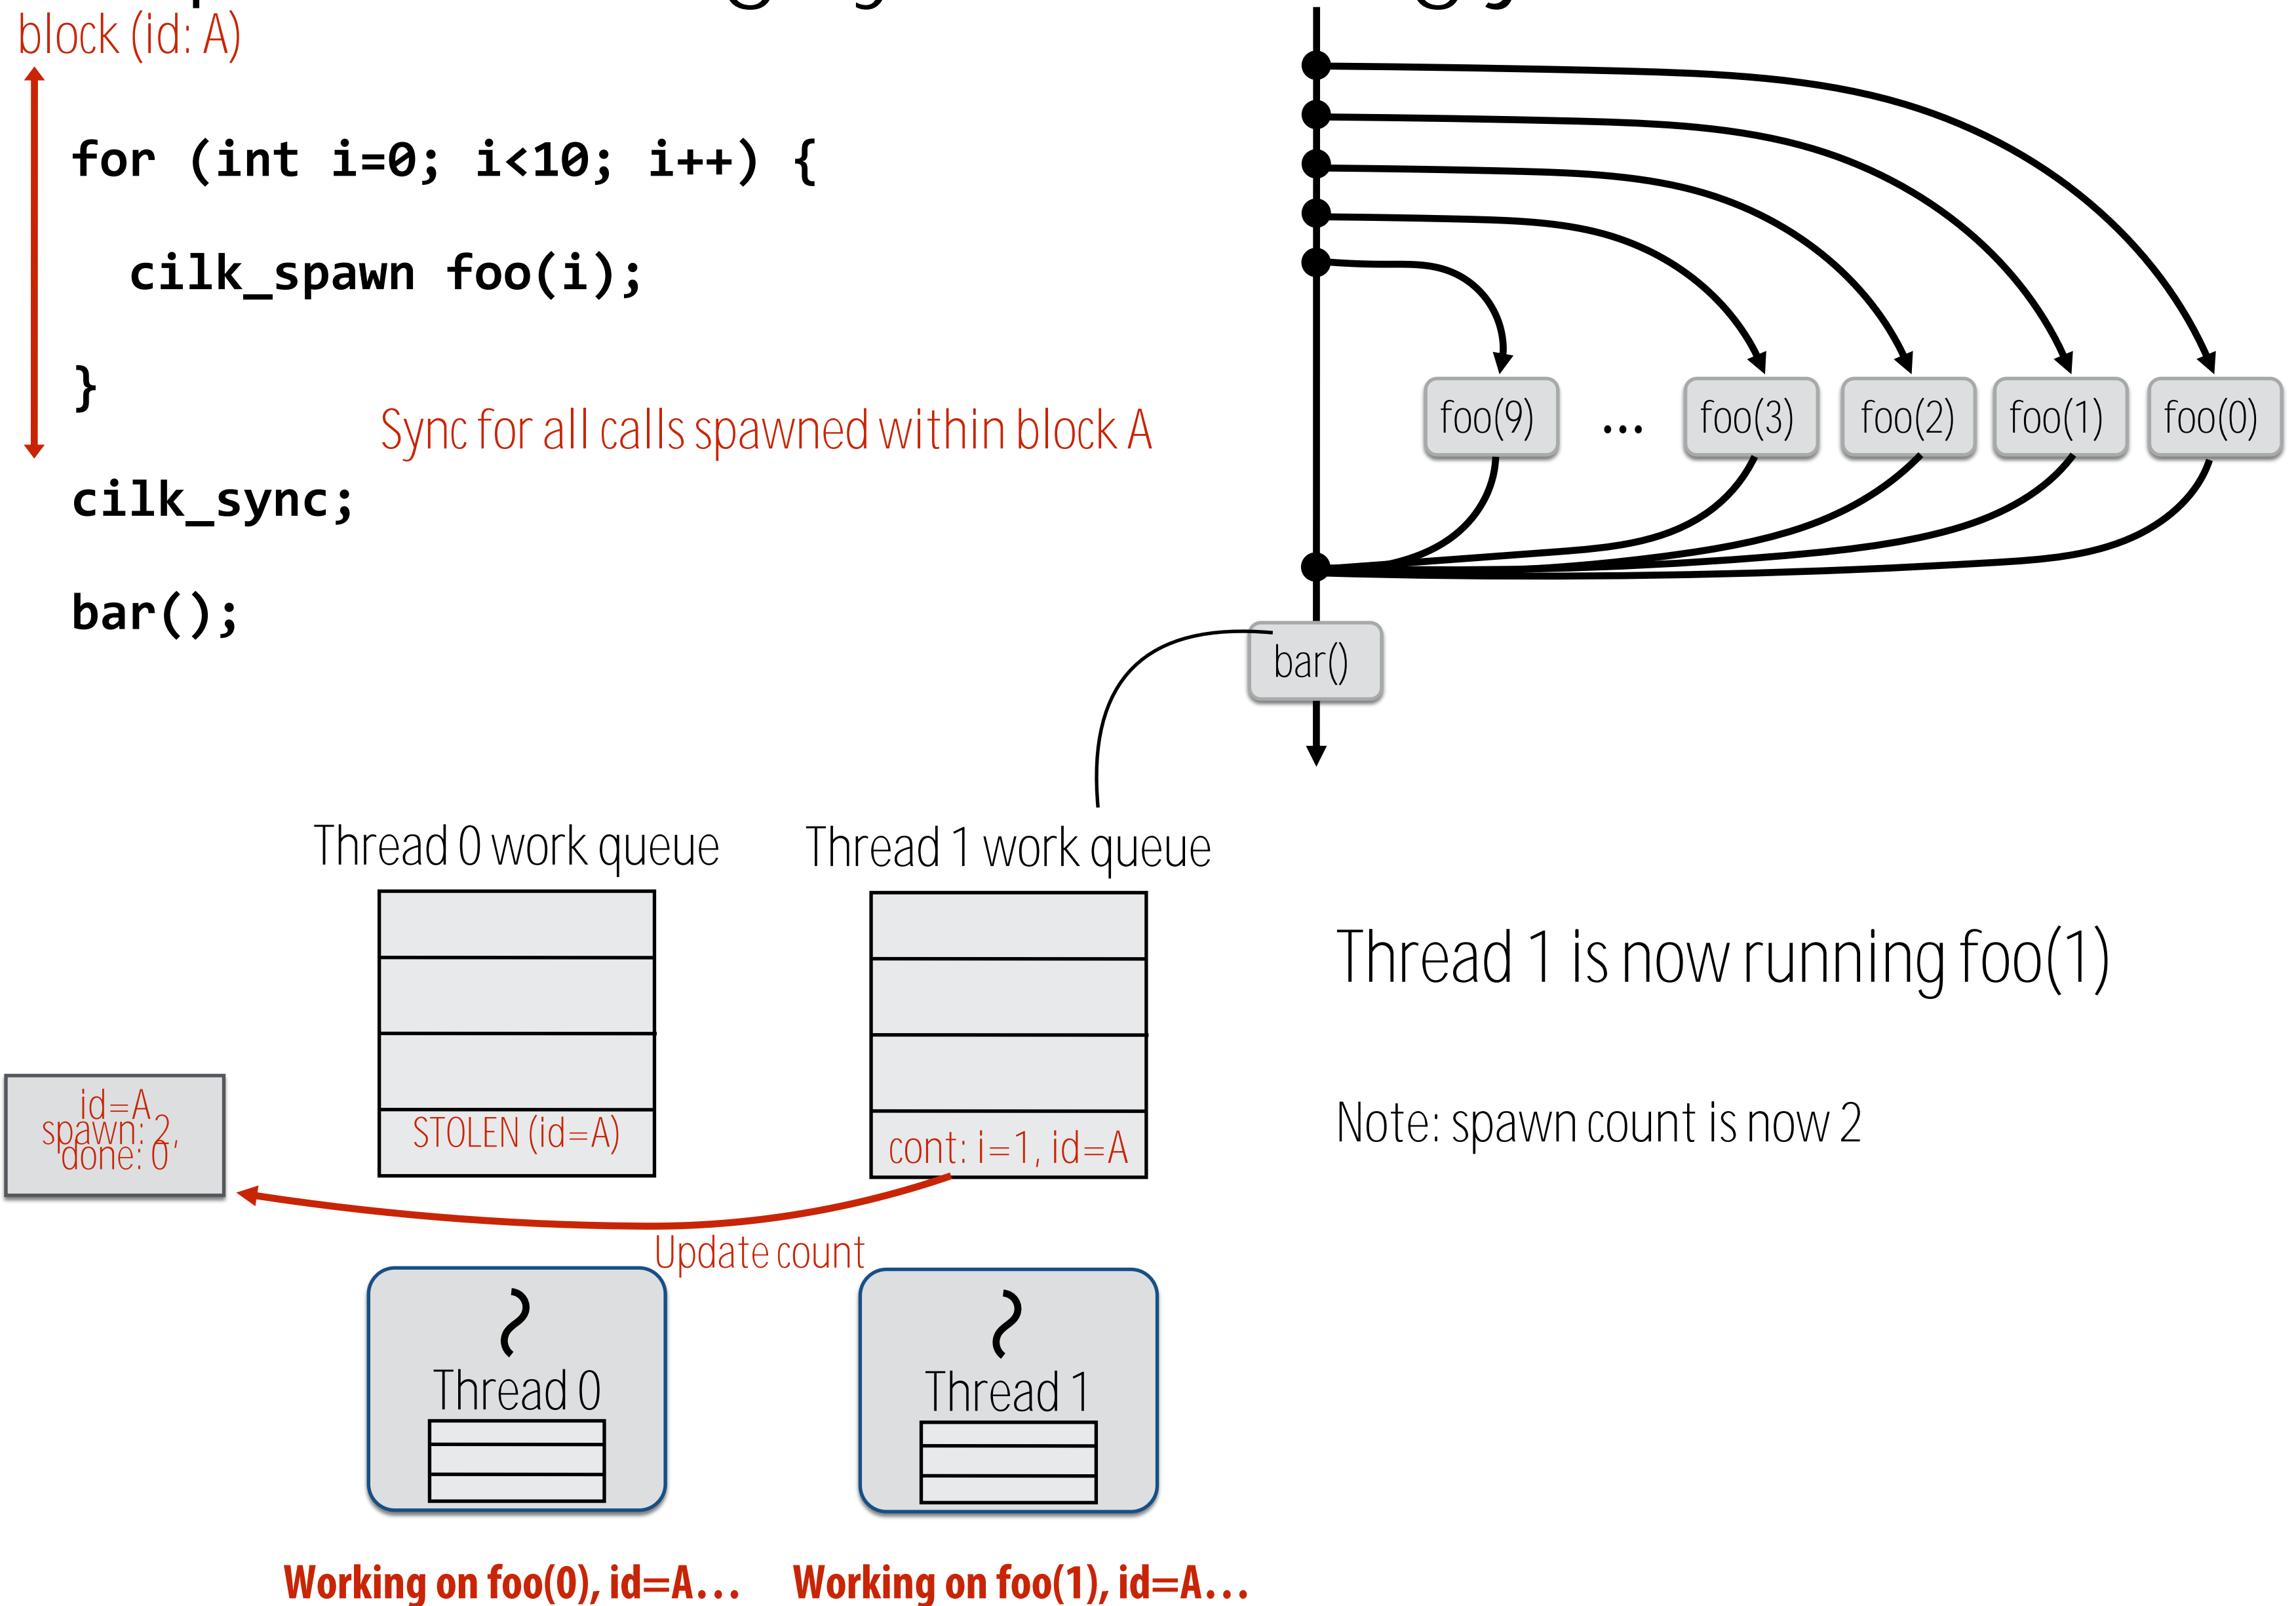 block (id: A)
for (int i=0; i<10; i++) {
cilk_spawn foo(i);
}
Sync for all calls spawned within block A
cilk_sync;
bar();
foo(9)
...
foo(3)
foo(2)
foo(1)
foo(0)
bar()
Thread 0 work queue
Thread 1 work queue
Thread 1 is now running foo(1)
id=A
spawn: 2,
done: 0
STOLEN (id=A)
cont: i=1, id=A
Note: spawn count is now 2
Update count
Thread 0
Thread 1
Working on foo(0), id=A…
Working on foo(1), id=A…